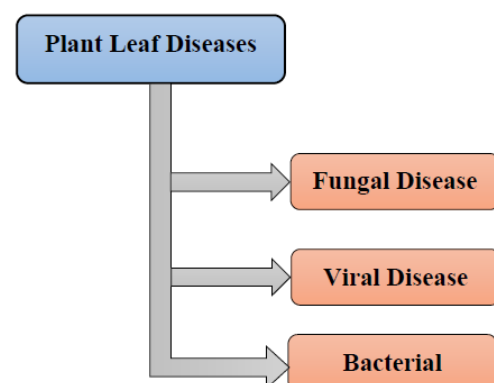 Plant Leaf Diseases
Fungal Disease
Viral Disease
Bacterial